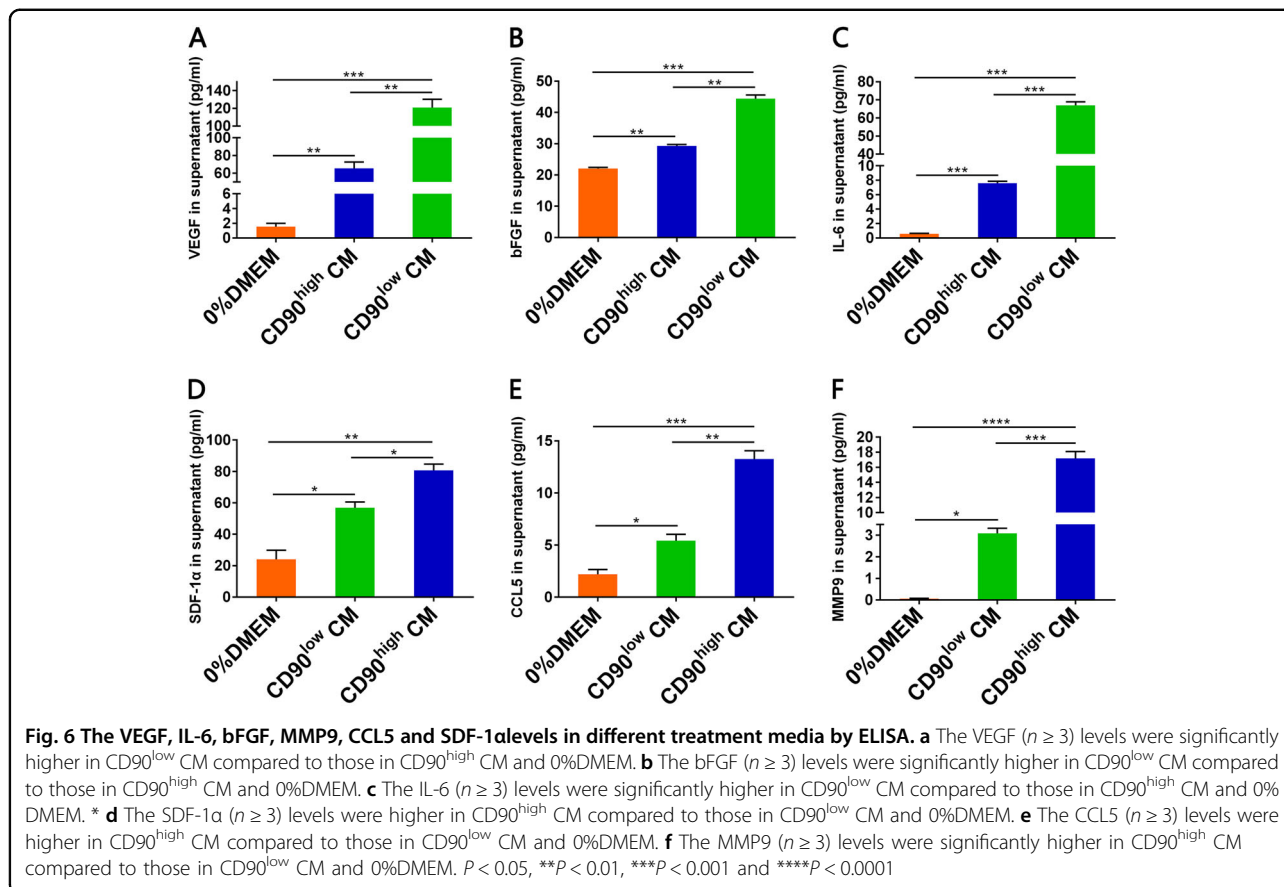 A
VEGF in supernatant (pg/ml)
140
120
100
100
80
60
6
4
2
0
***
**
**
0%DMEM
CD90high CM
CD90low CM
B
bFGF in supernatant (pg/ml)
50
40
30
20
10
0
***
**
**
0%DMEM
CD90high CM
CD90low CM
C
IL-6 in supernatant (pg/ml)
80
70
60
50
40
10
8
6
4
2
0
***
***
***
0%DMEM
CD90high CM
CD90low CM
D
SDF-1α in supernatant (pg/ml)
100
80
60
40
20
0
**
*
*
0%DMEM
CD90low CM
CD90high CM
E
CCL5 in supernatant (pg/ml)
15
10
5
0
***
**
*
0%DMEM
CD90low CM
CD90high CM
F
MMP9 in supernatant (pg/ml)
18
16
14
12
10
3
2
1
0
****
***
*
0%DMEM
CD90low CM
CD90high CM
Fig. 6 The VEGF, IL-6, bFGF, MMP9, CCL5 and SDF-1αlevels in different treatment media by ELISA. a The VEGF (n ≥ 3) levels were significantly
higher in CD90low CM compared to those in CD90high CM and 0%DMEM. b The bFGF (n ≥ 3) levels were significantly higher in CD90low CM compared
to those in CD90high CM and 0%DMEM. c The IL-6 (n ≥ 3) levels were significantly higher in CD90low CM compared to those in CD90high CM and 0%
DMEM. * d The SDF-1α (n ≥ 3) levels were higher in CD90high CM compared to those in CD90low CM and 0%DMEM. e The CCL5 (n ≥ 3) levels were
higher in CD90high CM compared to those in CD90low CM and 0%DMEM. f The MMP9 (n ≥ 3) levels were significantly higher in CD90high CM
compared to those in CD90low CM and 0%DMEM. P < 0.05, **P < 0.01, ***P < 0.001 and ****P < 0.0001